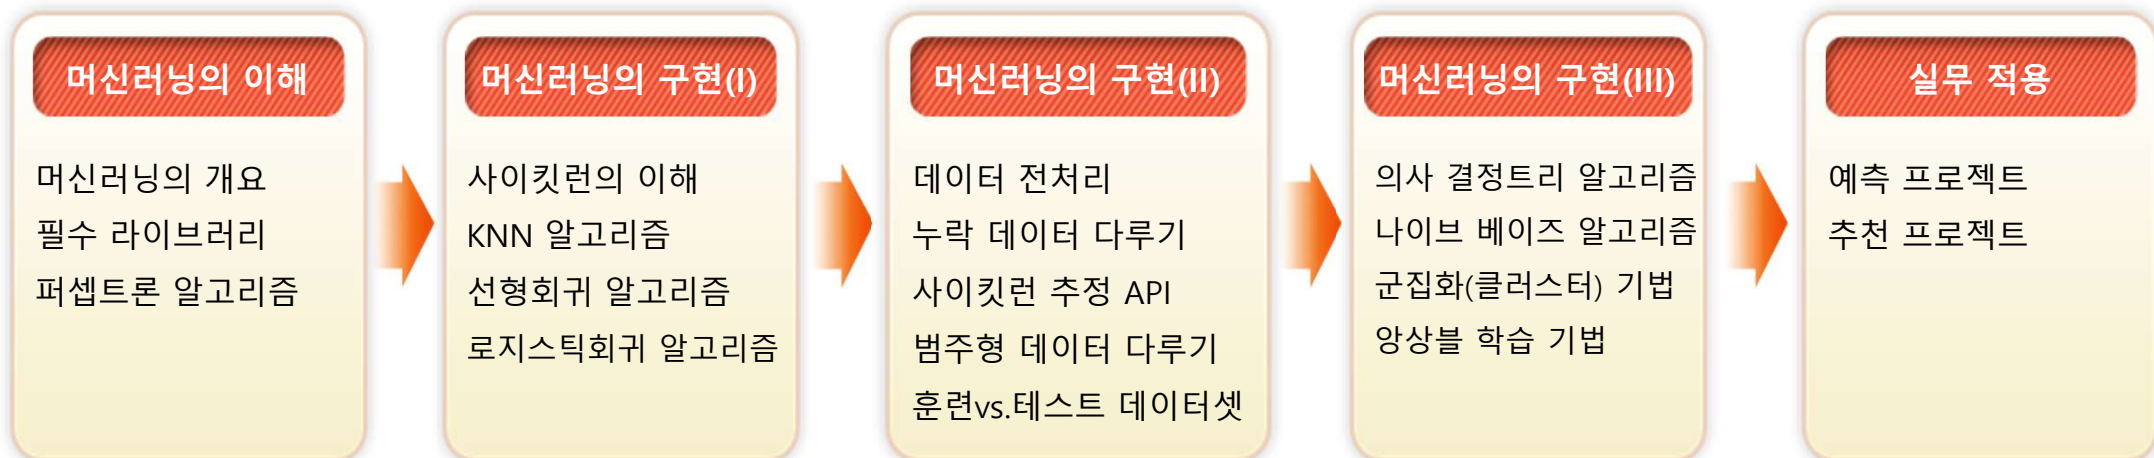 머신러닝의 이해
머신러닝의 개요
필수 라이브러리
퍼셉트론 알고리즘
머신러닝의 구현(I)
사이킷런의 이해
KNN 알고리즘
선형회귀 알고리즘
로지스틱회귀 알고리즘
머신러닝의 구현(II)
데이터 전처리
누락 데이터 다루기
사이킷런 추정 API
범주형 데이터 다루기
훈련vs.테스트 데이터셋
머신러닝의 구현(III)
의사 결정트리 알고리즘
나이브 베이즈 알고리즘
군집화(클러스터) 기법
앙상블 학습 기법
실무 적용
예측 프로젝트
추천 프로젝트